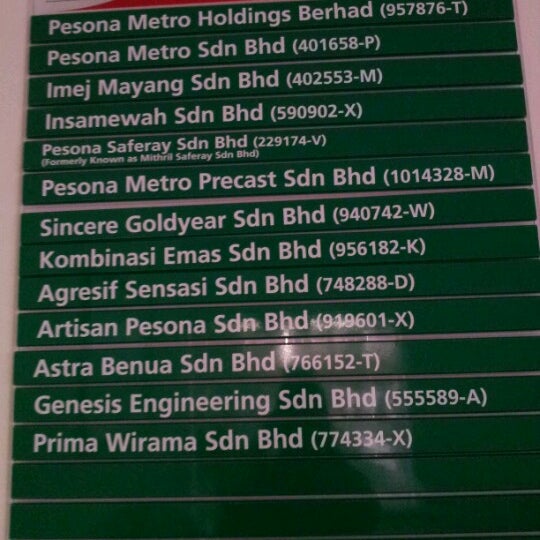 Pesona Metro Holdings Berhad (957876-T)
Pesona Metro Sdn Bhd (401658-P)
Imej Mayang Sdn Bhd (402553-M)
Insamewah Sdn Bhd (590902-X)
Pesona Saferay Sdn Bhd (229174-V)
(Formerly Known as Mithril Saferay Sdn Bhd)
Pesona Metro Precast Sdn Bhd (1014328-M)
Sincere Goldyear Sdn Bhd (940742-W)
Kombinasi Emas Sdn Bhd (956182-K)
Agresif Sensasi Sdn Bhd (748288-D)
Artisan Pesona Sdn Bhd (949601-X)
Astra Benua Sdn Bhd (766152-T)
Genesis Engineering Sdn Bhd (555589-A)
Prima Wirama Sdn Bhd (774334-X)